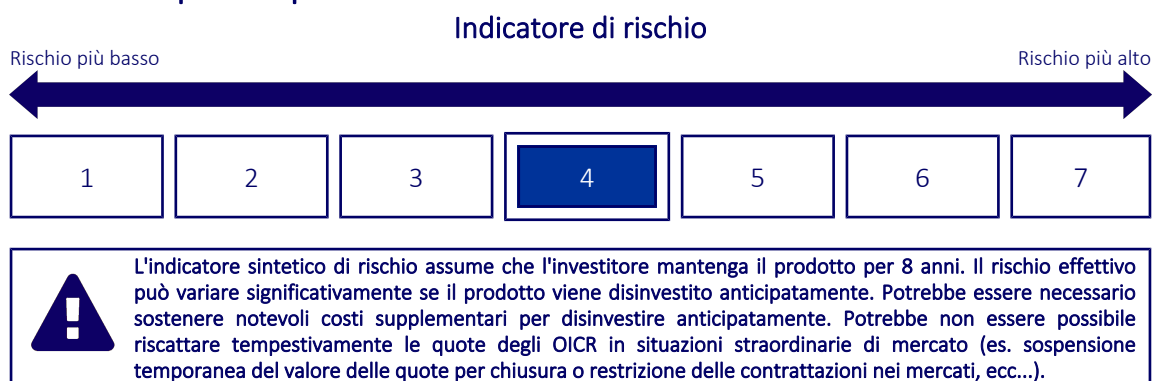 Indicatore di rischio
Rischio più basso
Rischio più alto
1
2
3
4
5
6
7
L'indicatore sintetico di rischio assume che l'investitore mantenga il prodotto per 8 anni. Il rischio effettivo
può variare significativamente se il prodotto viene disinvestito anticipatamente. Potrebbe essere necessario
sostenere notevoli costi supplementari per disinvestire anticipatamente. Potrebbe non essere possibile
riscattare tempestivamente le quote degli OICR in situazioni straordinarie di mercato (es. sospensione
temporanea del valore delle quote per chiusura o restrizione delle contrattazioni nei mercati, ecc...).